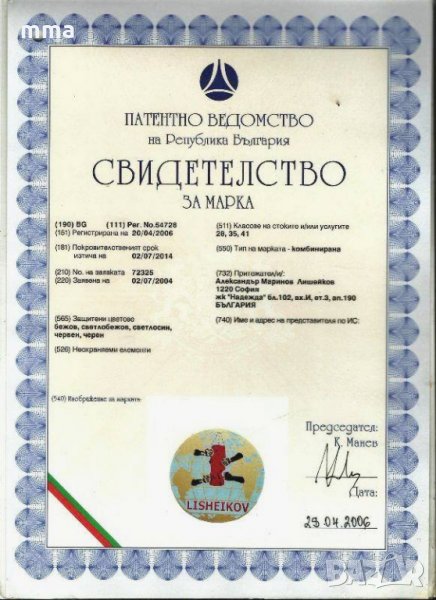 mma
ПАТЕНТНО ВЕДОМСТВО
на Република България
СВИДЕТЕЛСТВО
ЗА МАРКА
(190) BG (111) Рег. No.54728
(151) Регистрирана на 20/04/2006
(181) Покровителственият срок
изтича на 02/07/2014
(210) No. на заявката 72325
(220) Заявена на 02/07/2004
(511) Класове на стоките и/или услугите
28, 35, 41
(550) Тип на марката - комбинирана
(732) Притежател/и:
Александър Маринов Лишейков
1220 София
жк "Надежда" бл.102, вх.И, ет.3, ап.190
БЪЛГАРИЯ
(740) Име и адрес на представителя по ИС:
(565) Защитени цветове
бежов, светлобежов, светлосин,
червен, черен
(526) Неохраняеми елементи
(540) Изображение на марката:
LISHEIKOV
Председател:
К. Манев
Дата:
29.04.2006
BAZAR